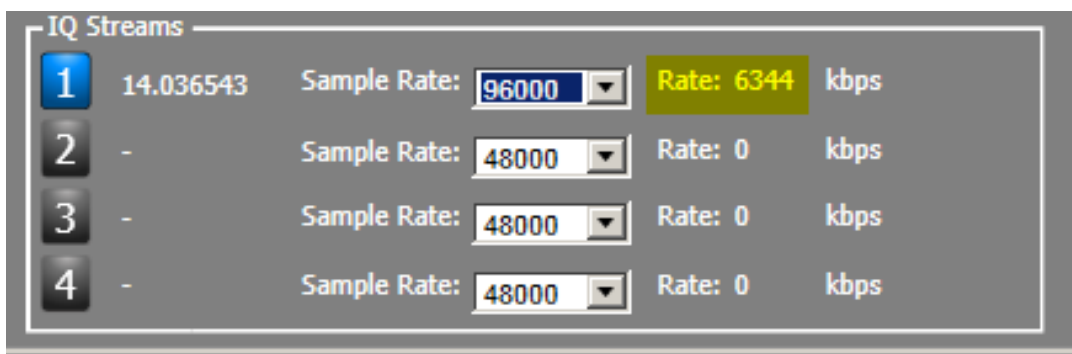 IQ Streams
1 14.036543 Sample Rate: 96000 Rate: 6344 kbps
2 - Sample Rate: 48000 Rate: 0 kbps
3 - Sample Rate: 48000 Rate: 0 kbps
4 - Sample Rate: 48000 Rate: 0 kbps